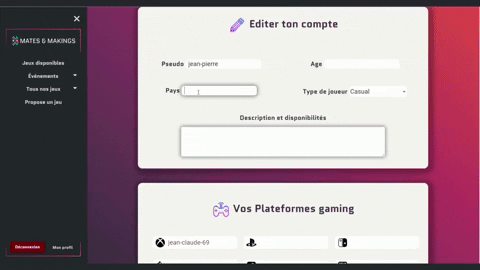 MATES & MAKINGS
Jeux disponibles
Événements
Tous nos jeux
Propose un jeu
Déconnexion
Mon profil
Editer ton compte
Pseudo jean-pierre
Age
Pays
Type de joueur Casual
Description et disponibilités
Vos Plateformes gaming
jean-claude-69